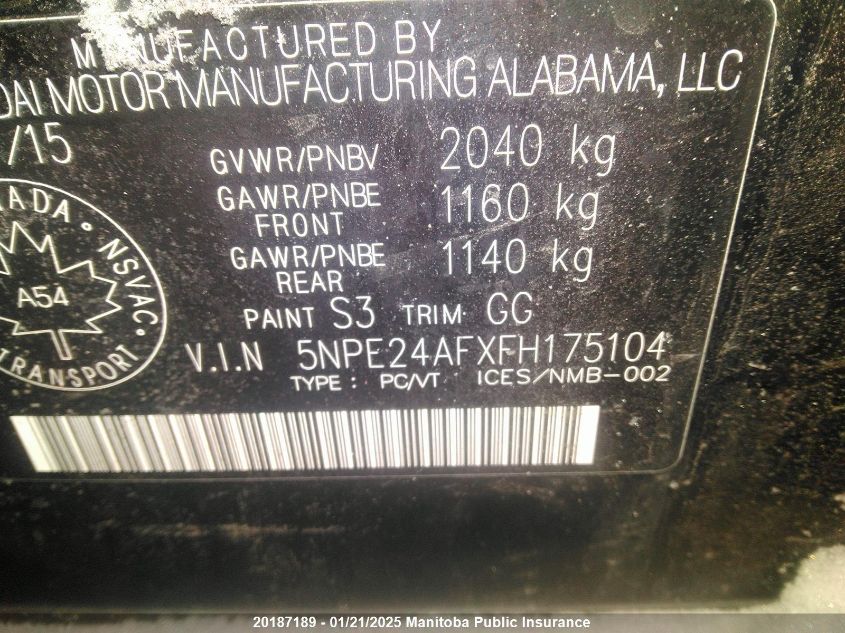 MANUFACTURED BY
DAI MOTOR MANUFACTURING ALABAMA, LLC
/15
GVWR/PNBV 2040 kg
GAWR/PNBE FRONT 1160 kg
GAWR/PNBE REAR 1140 kg
PAINT S3 TRIM GG
V.I.N 5NPE24AFXFH175104
TYPE : PC/VT ICES/NMB-002
NADA · NSVAC ·
A54
TRANSPORT
20187189 - 01/21/2025 Manitoba Public Insurance